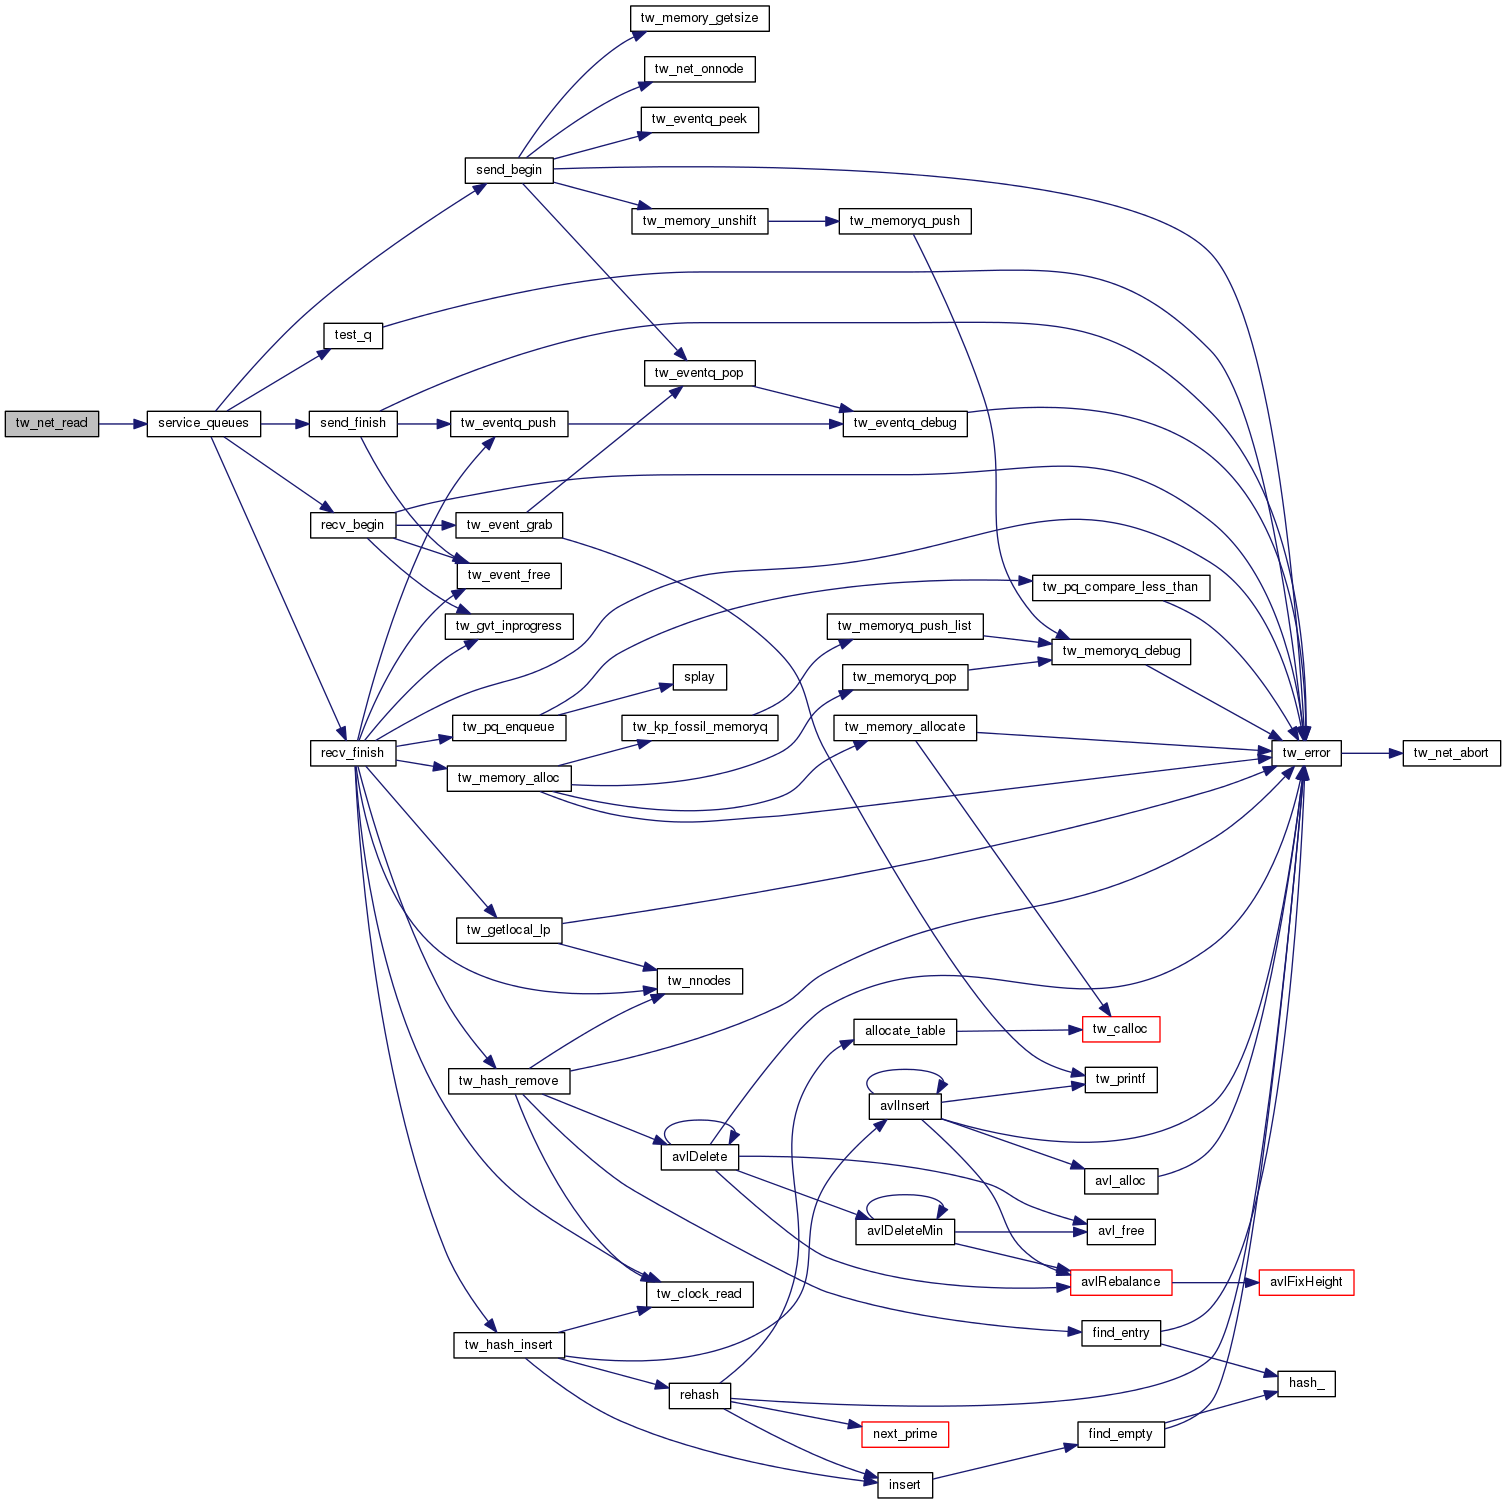 tw_memory_getsize
tw_net_onnode
tw_eventq_peek
send_begin
tw_memory_unshift
tw_memoryq_push
test_q
tw_eventq_pop
tw_net_read
service_queues
send_finish
tw_eventq_push
tw_eventq_debug
recv_begin
tw_event_grab
tw_event_free
tw_pq_compare_less_than
tw_gvt_inprogress
tw_memoryq_push_list
tw_memoryq_debug
splay
tw_memoryq_pop
tw_pq_enqueue
tw_kp_fossil_memoryq
tw_memory_allocate
recv_finish
tw_error
tw_net_abort
tw_memory_alloc
tw_getlocal_lp
tw_nnodes
allocate_table
tw_calloc
tw_hash_remove
tw_printf
avlInsert
avlDelete
avl_alloc
avlDeleteMin
avl_free
avlRebalance
avlFixHeight
tw_clock_read
find_entry
tw_hash_insert
hash_
rehash
next_prime
find_empty
insert